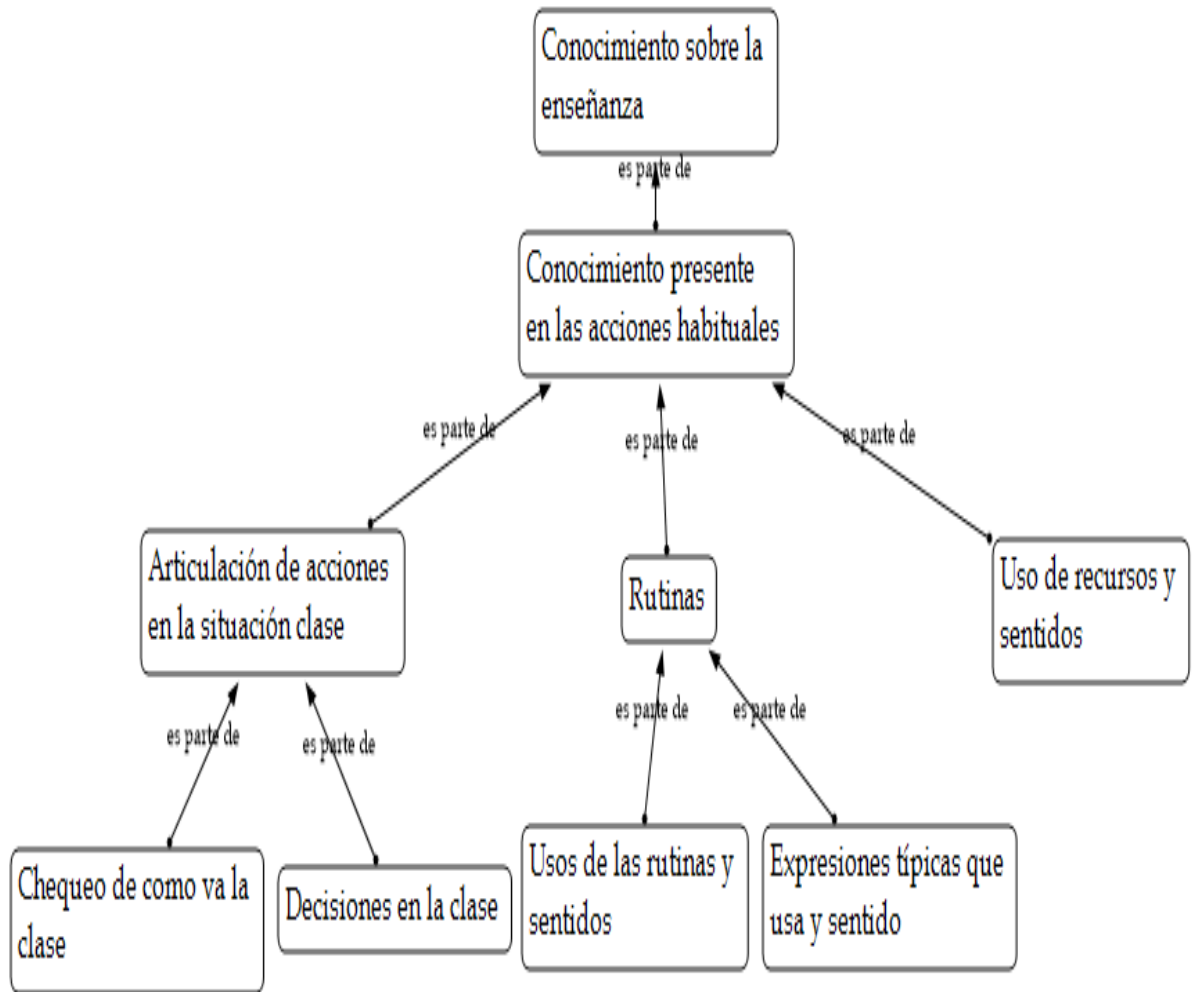 Conocimiento sobre la
enseñanza
es parte de
Conocimiento presente
en las acciones habituales
es parte de
es parte de
es parte de
Articulación de acciones
en la situación clase
Rutinas
Uso de recursos y
sentidos
es parte de
es parte de
es parte de
es parte de
Chequeo de como va la
clase
Decisiones en la clase
Usos de las rutinas y
sentidos
Expresiones típicas que
usa y sentido